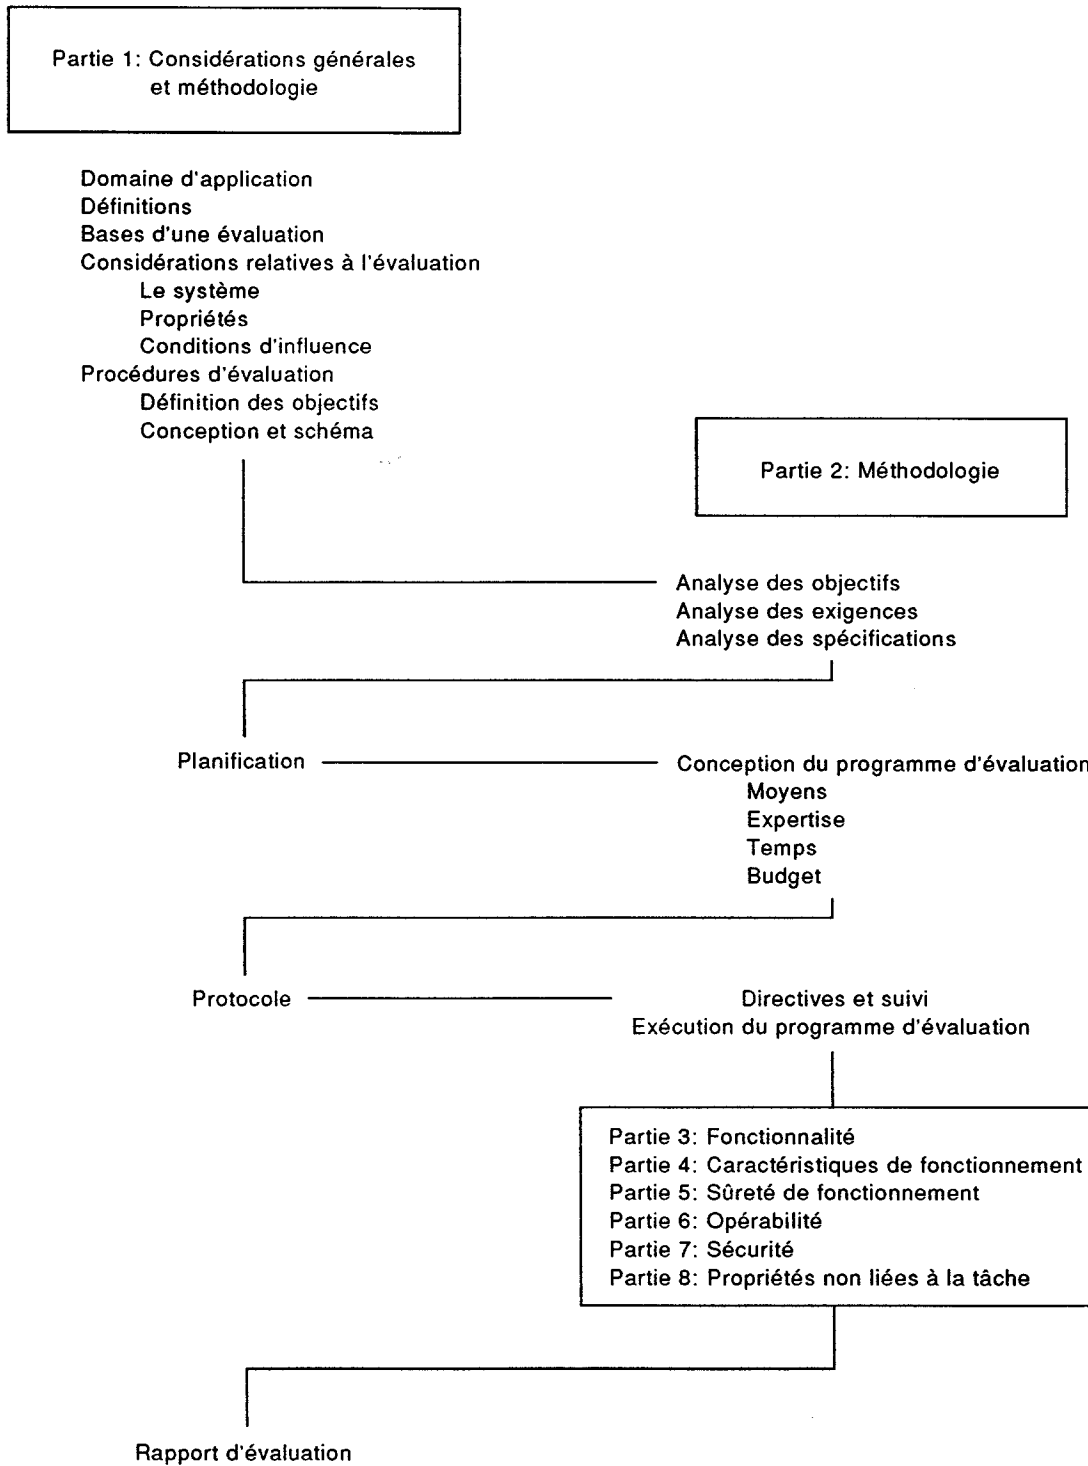 Partie 1: Considérations générales
et méthodologie
Domaine d'application
Définitions
Bases d'une évaluation
Considérations relatives à l'évaluation
Le système
Propriétés
Conditions d'influence
Procédures d'évaluation
Définition des objectifs
Conception et schéma
Partie 2: Méthodologie
Analyse des objectifs
Analyse des exigences
Analyse des spécifications
Planification
Conception du programme d'évaluation
Moyens
Expertise
Temps
Budget
Protocole
Directives et suivi
Exécution du programme d'évaluation
Partie 3: Fonctionnalité
Partie 4: Caractéristiques de fonctionnement
Partie 5: Sûreté de fonctionnement
Partie 6: Opérabilité
Partie 7: Sécurité
Partie 8: Propriétés non liées à la tâche
Rapport d'évaluation